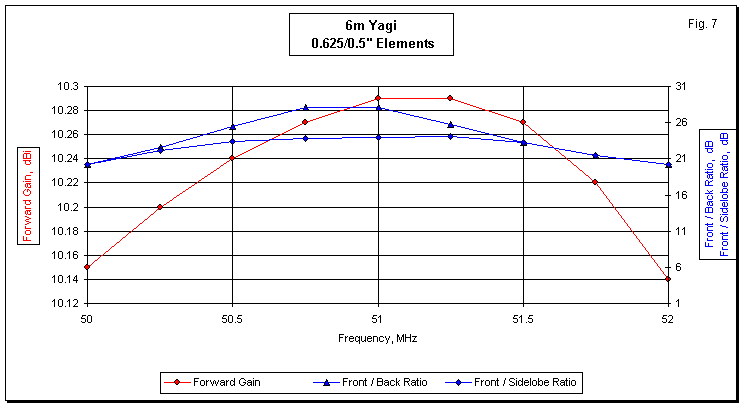 6m Yagi
0.625/0.5" Elements
Fig. 7
Forward Gain, dBi
10.3
10.28
10.26
10.24
10.22
10.2
10.18
10.16
10.14
10.12
31
26
21
16
11
6
1
Front / Back Ratio, dB
Front / Sidelobe Ratio, dB
50
50.5
51
51.5
52
Frequency, MHz
Forward Gain
Front / Back Ratio
Front / Sidelobe Ratio